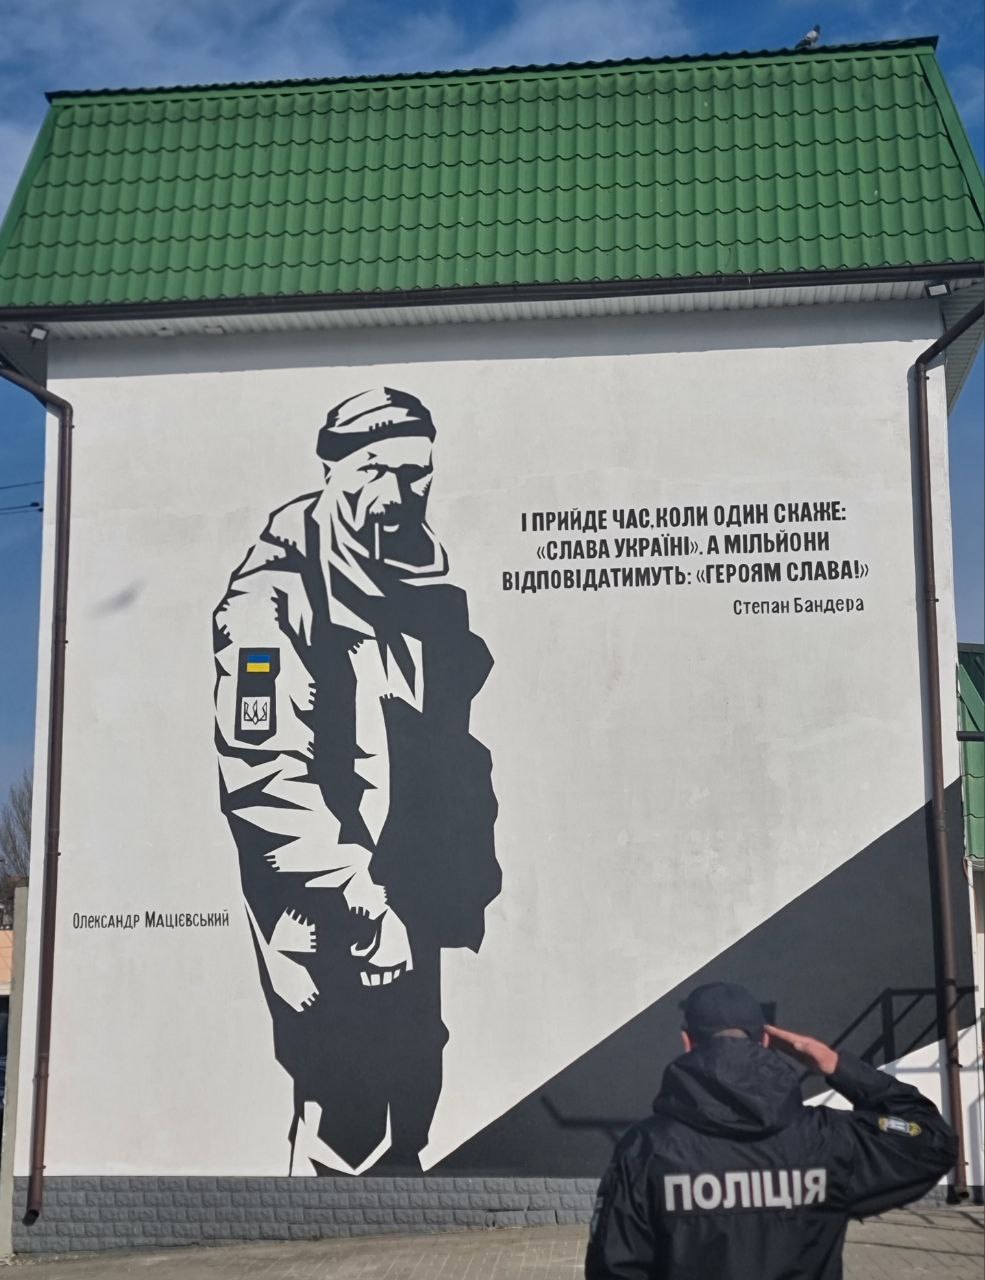 І ПРИЙДЕ ЧАС, КОЛИ ОДИН СКАЖЕ:
«СЛАВА УКРАЇНІ». А МІЛЬЙОНИ
ВІДПОВІДАТИМУТЬ: «ГЕРОЯМ СЛАВА!»
Степан Бандера
Олександр Мацієвський
ПОЛІЦІЯ